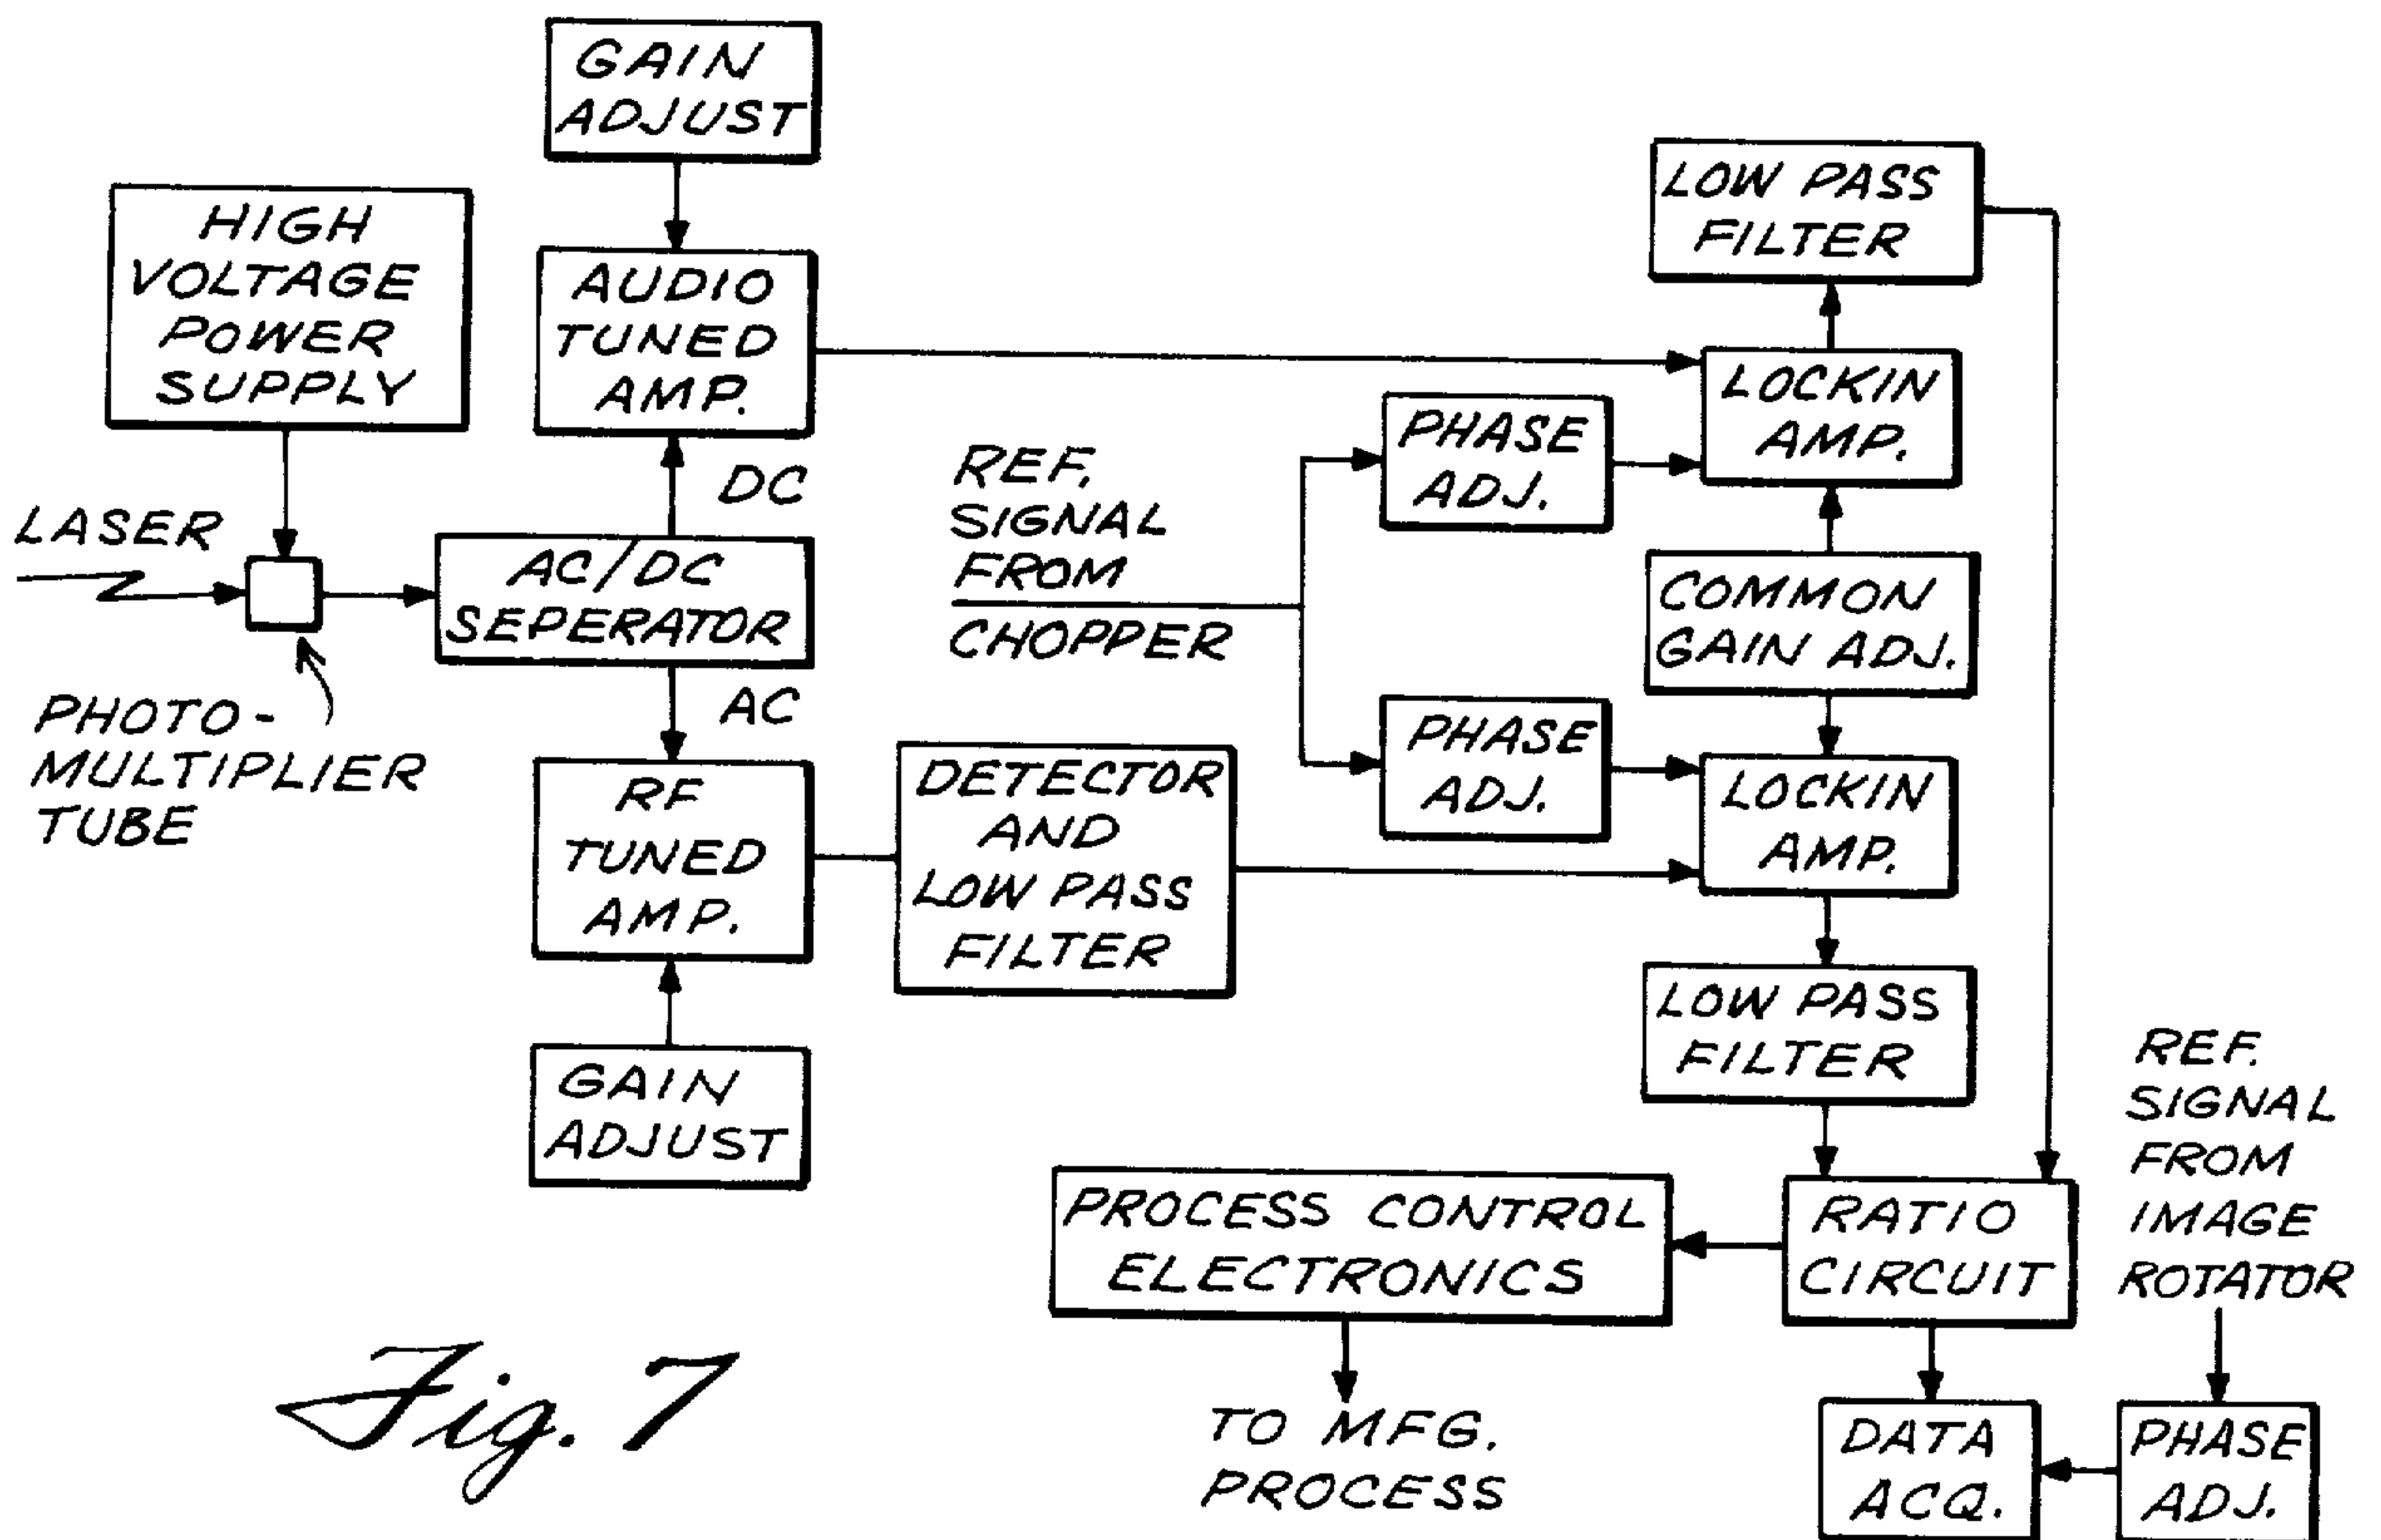 GAIN
ADJUST
HIGH
VOLTAGE
POWER
SUPPLY
AUDIO
TUNED
AMP.
LOW PASS
FILTER
LOCKIN
AMP.
PHASE
ADJ.
REF.
SIGNAL
FROM
CHOPPER
DC
LASER
AC/DC
SEPERATOR
COMMON
GAIN ADJ.
AC
PHOTO-
MULTIPLIER
TUBE
RF
TUNED
AMP.
DETECTOR
AND
LOW PASS
FILTER
PHASE
ADJ.
LOCKIN
AMP.
LOW PASS
FILTER
GAIN
ADJUST
REF.
SIGNAL
FROM
IMAGE
ROTATOR
PROCESS CONTROL
ELECTRONICS
RATIO
CIRCUIT
TO MFG.
PROCESS
DATA
ACQ.
PHASE
ADJ.
Fig. 7